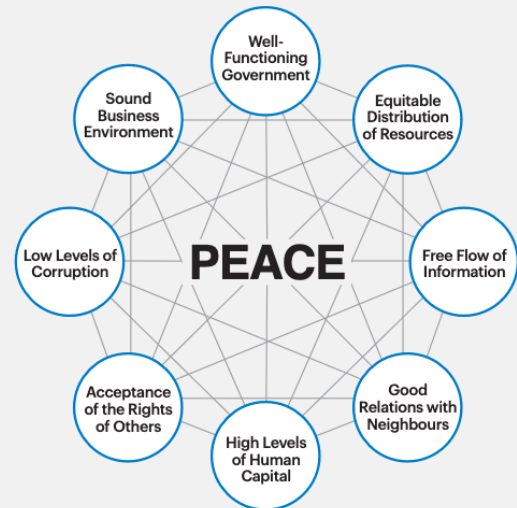 Well-
Functioning
Government
Sound
Business
Environment
Equitable
Distribution
of Resources
Low Levels of
Corruption
PEACE
Free Flow of
Information
Acceptance
of the Rights
of Others
Good
Relations with
Neighbours
High Levels
of Human
Capital